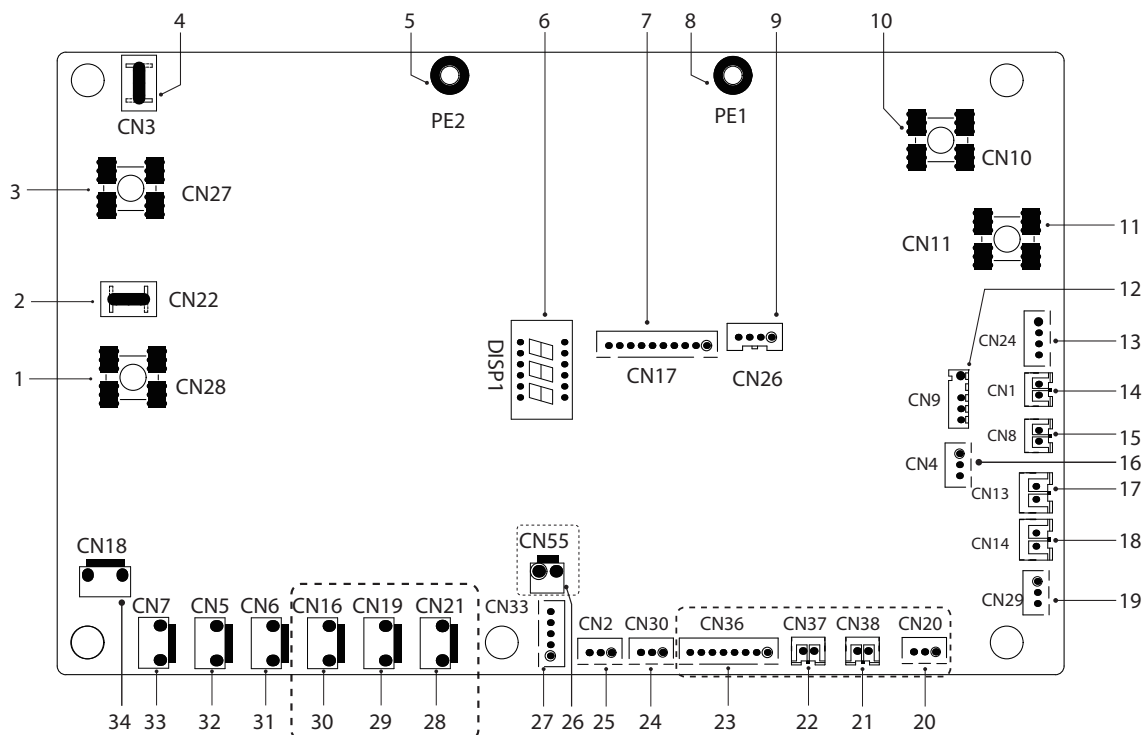 4 5 6 7 8 9 10
CN3 PE2 PE1
CN10
3 CN27
CN11 11
12
2 CN22
DISP1
CN24 13
CN17 CN26
1 CN28
CN9 CN1 14
CN8 15
CN4 16
CN13 17
CN14 18
CN18 CN55
CN29 19
CN7 CN5 CN6 CN16 CN19 CN21 CN33 CN2 CN30 CN36 CN37 CN38 CN20
34 33 32 31 30 29 28 27 26 25 24 23 22 21 20